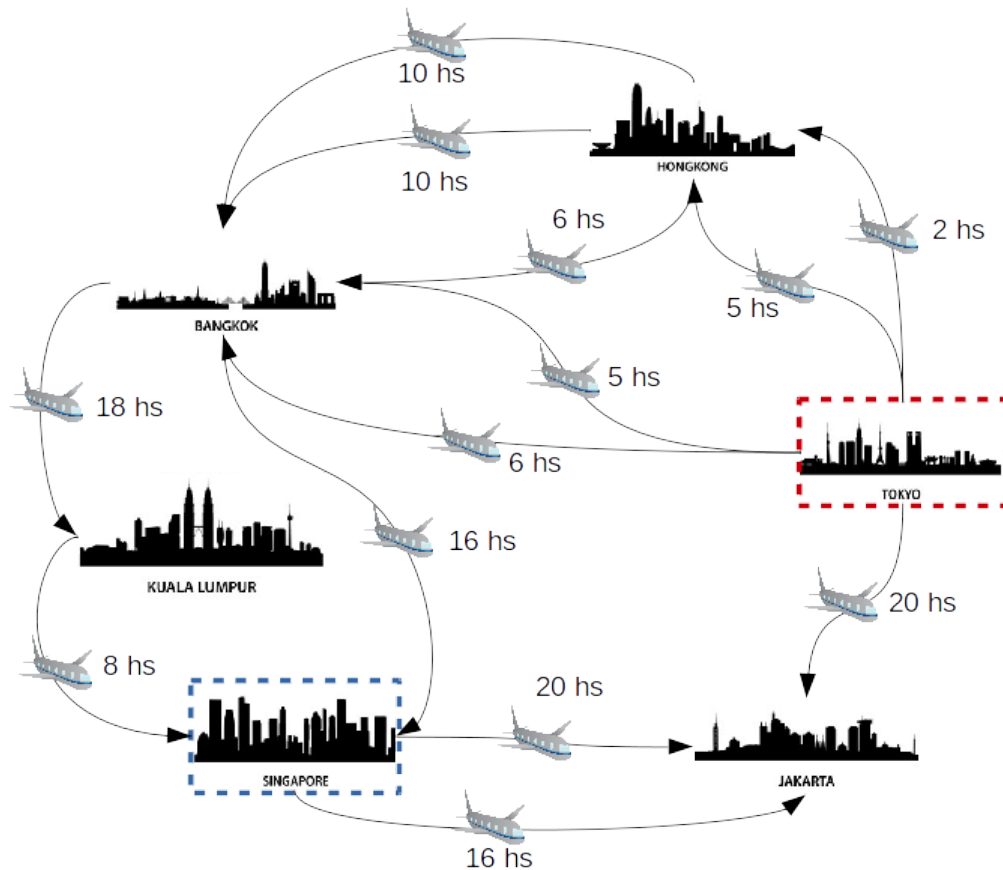 10 hs
HONGKONG
10 hs
6 hs
2 hs
5 hs
BANGKOK
5 hs
18 hs
6 hs
TOKYO
16 hs
KUALA LUMPUR
20 hs
8 hs
20 hs
SINGAPORE
JAKARTA
16 hs